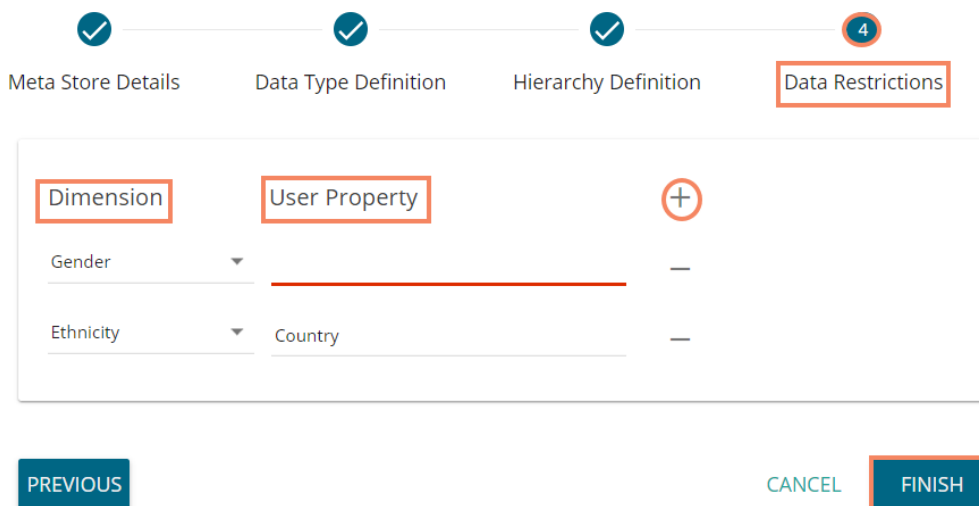 4
Meta Store Details Data Type Definition Hierarchy Definition Data Restrictions
Dimension User Property +
Gender –
Ethnicity Country –
PREVIOUS CANCEL FINISH